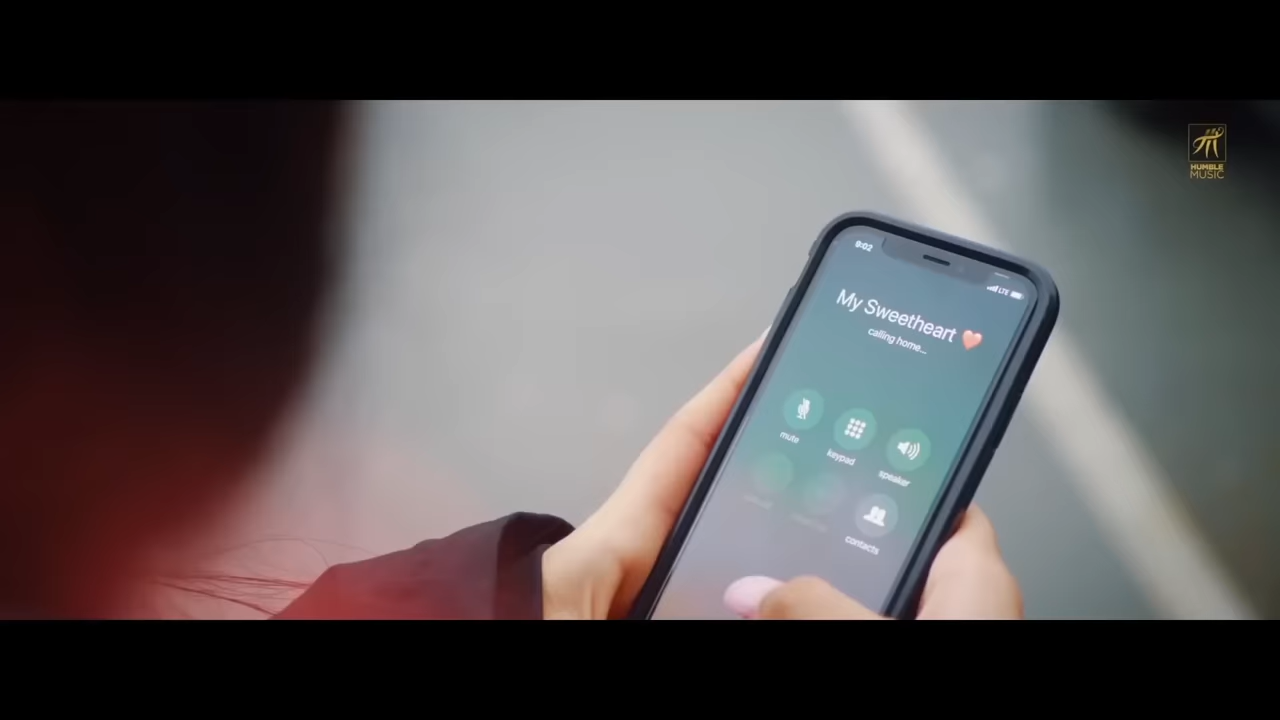 HUMBLE
MUSIC
9:02
LTE
My Sweetheart ❤️
calling home...
mute
keypad
speaker
contacts